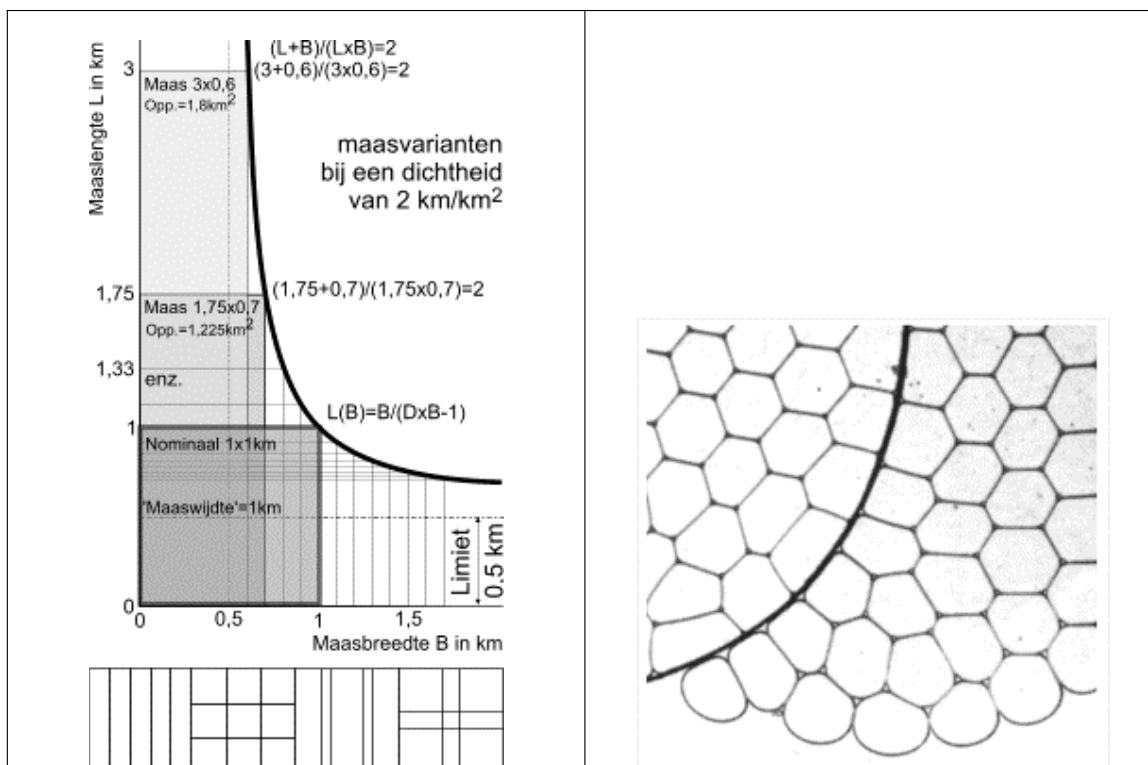 (L+B)/(LxB)=2
3
(3+0,6)/(3x0,6)=2
Maas 3x0,6
Opp.=1,8km²
Maaslengte L in km
maasvarianten
bij een dichtheid
van 2 km/km²
1,75
(1,75+0,7)/(1,75x0,7)=2
Maas 1,75x0,7
Opp.=1,225km²
1,33
enz.
L(B)=B/(DxB-1)
1
Nominaal 1x1km
'Maaswijdte'=1km
Limiet
0.5 km
0
0
0,5
1
1,5
Maasbreedte B in km